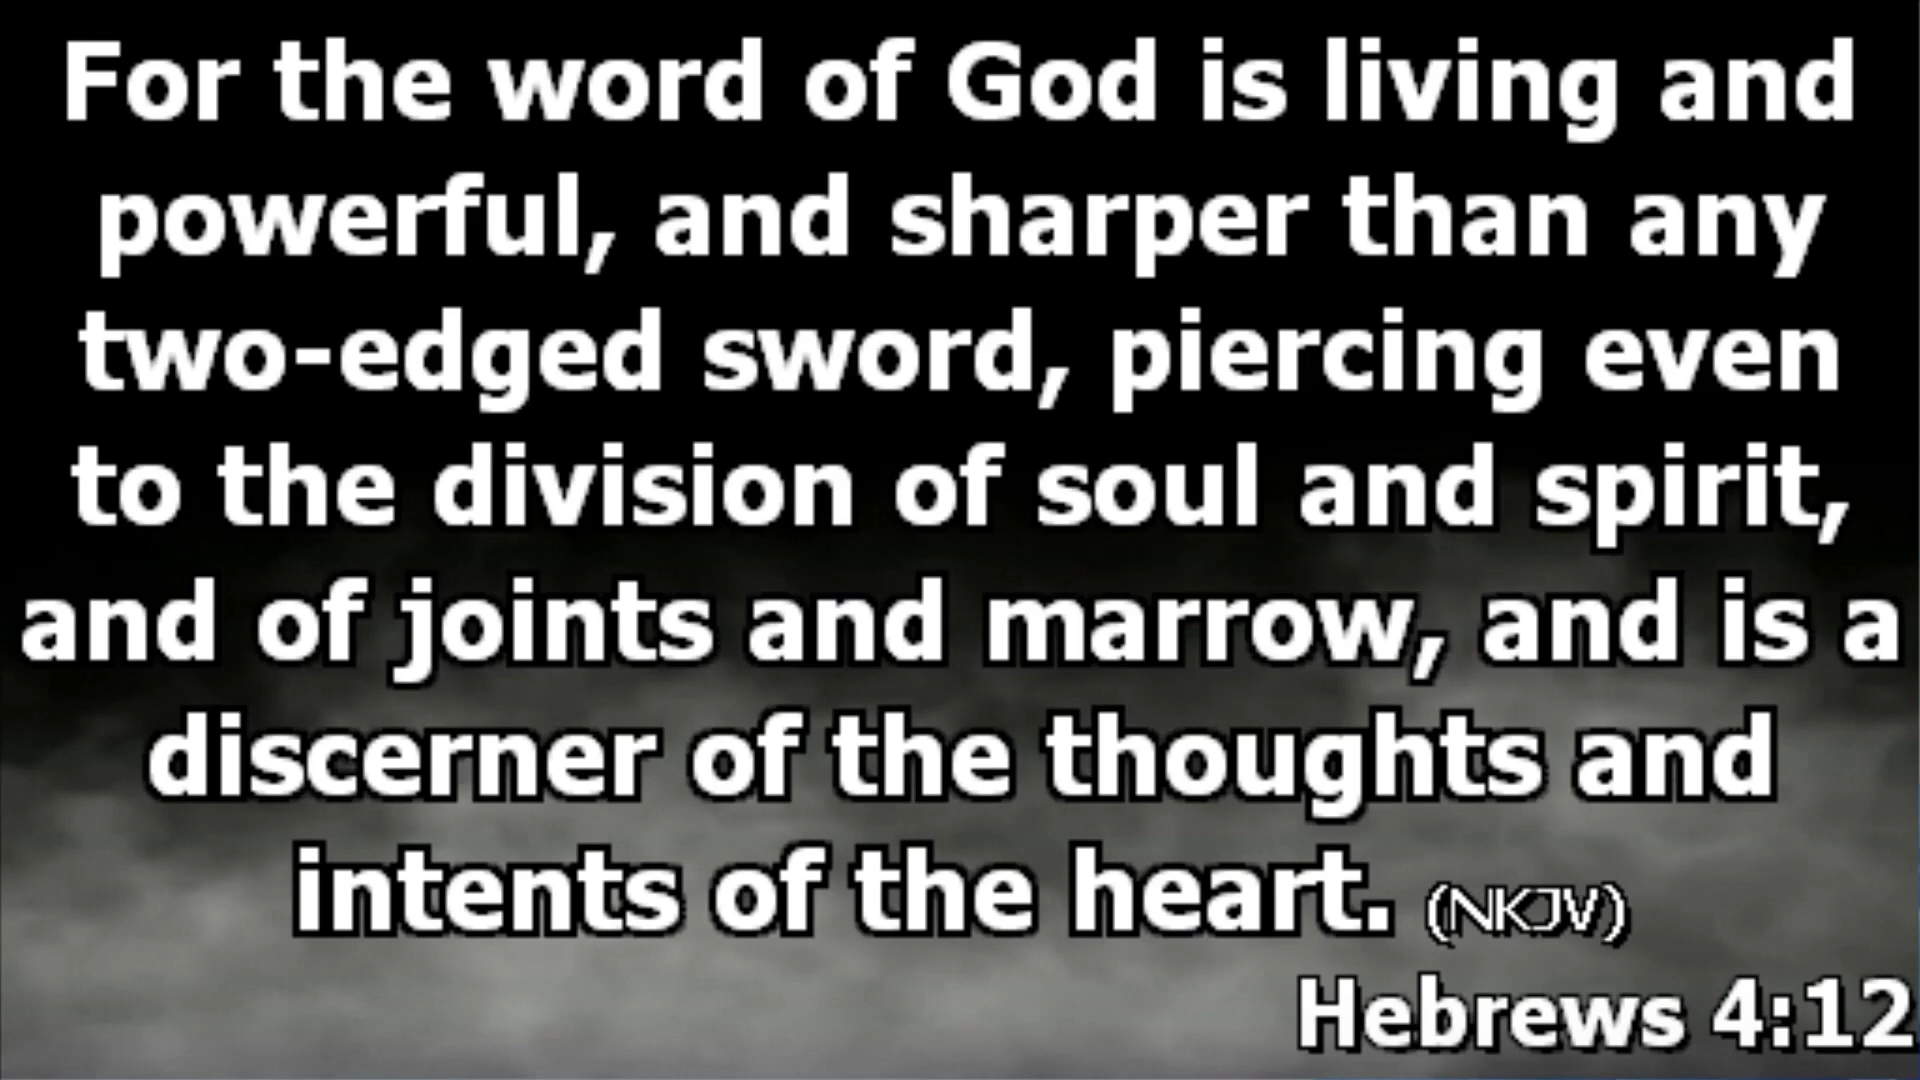 For the word of God is living and
powerful, and sharper than any
two-edged sword, piercing even
to the division of soul and spirit,
and of joints and marrow, and is a
discerner of the thoughts and
intents of the heart. (NKJV)
Hebrews 4:12